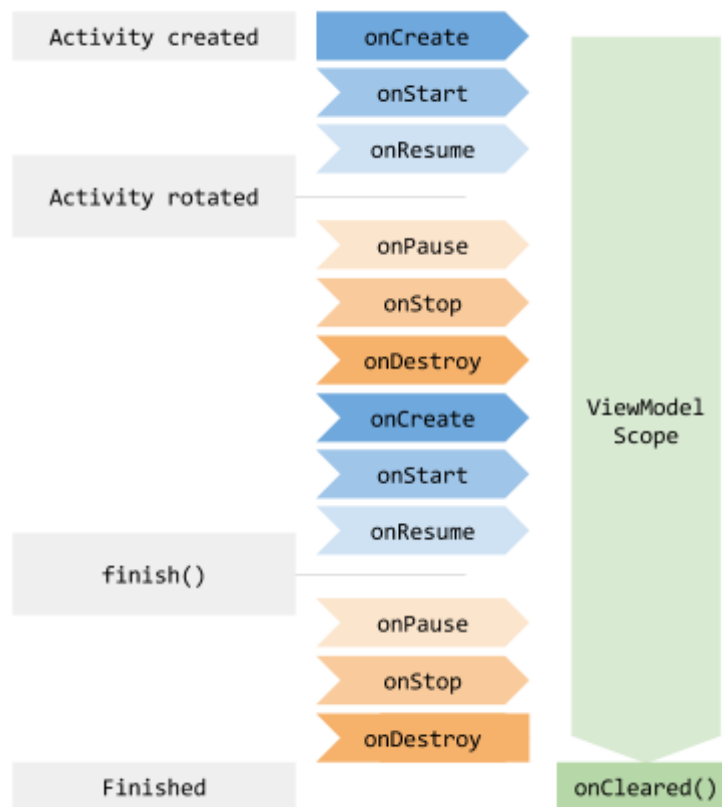 Activity created
onCreate
onStart
onResume
Activity rotated
onPause
onStop
onDestroy
onCreate
ViewModel
Scope
onStart
onResume
finish()
onPause
onStop
onDestroy
Finished
onCleared()